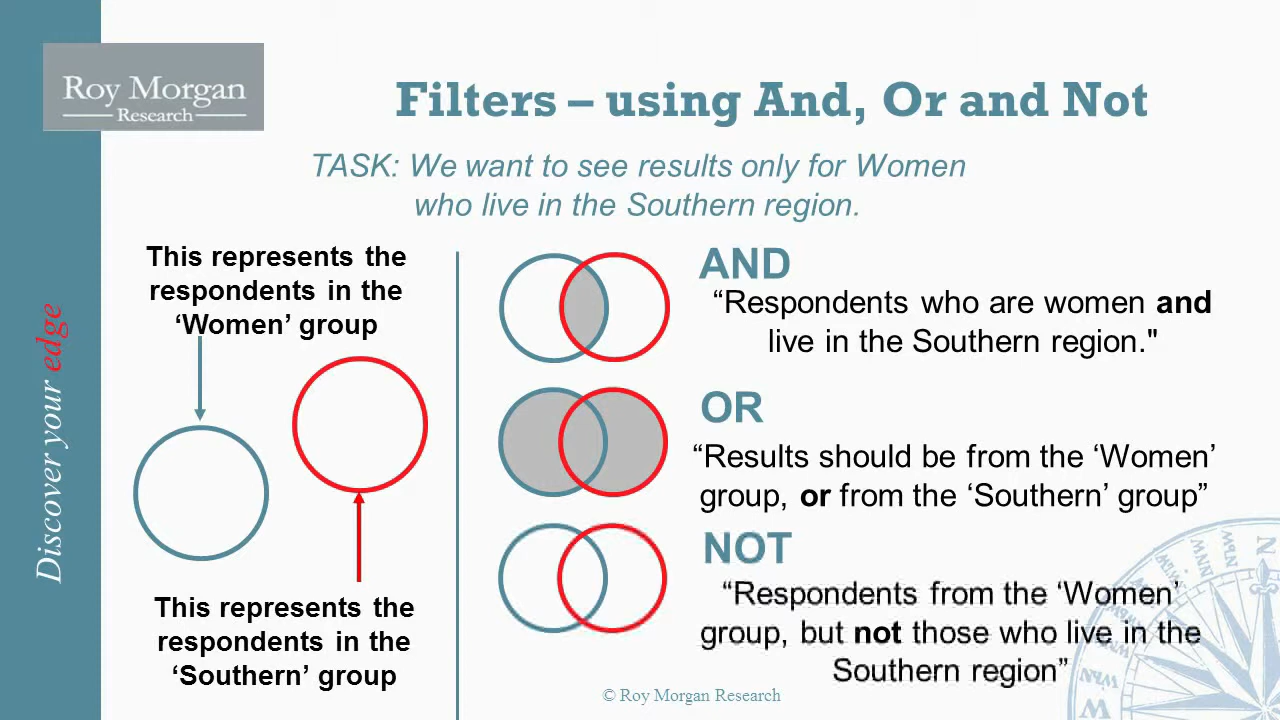 Roy Morgan
Research
Filters – using And, Or and Not
TASK: We want to see results only for Women
who live in the Southern region.
This represents the
respondents in the
‘Women’ group
This represents the
respondents in the
‘Southern’ group
AND
“Respondents who are women and
live in the Southern region."
OR
“Results should be from the ‘Women’
group, or from the ‘Southern’ group”
NOT
“Respondents from the ‘Women’
group, but not those who live in the
Southern region”
Discover your edge
© Roy Morgan Research
N
W